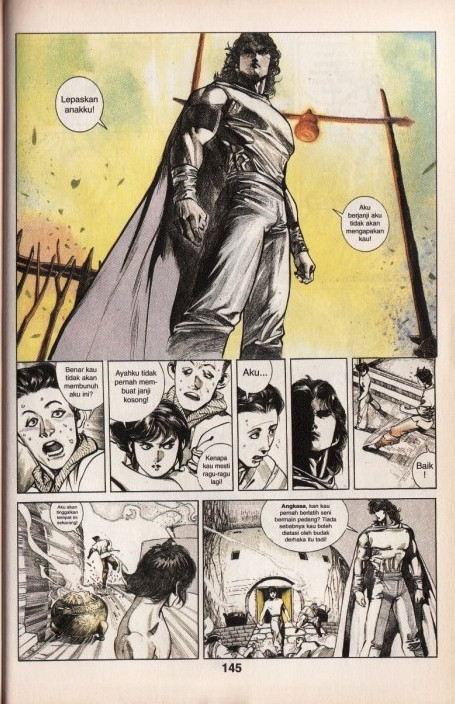 Lepaskan
anakku!
Aku
berjanji aku
tidak akan
mengapakan
kau!
Benar kau
tidak akan
membunuh
aku ini?
Ayahku tidak
pernah mem-
buat janji
kosong!
Kenapa
kau mesti
ragu-ragu
lagi!
Aku...
Baik
!
Aku akan
tinggalkan
tempat ini
sekarang!
Angkasa, kan kau
pernah berlatih seni
bermain pedang? Tiada
sebabnya kau boleh
diatasi oleh budak
derhaka itu tadi!
145